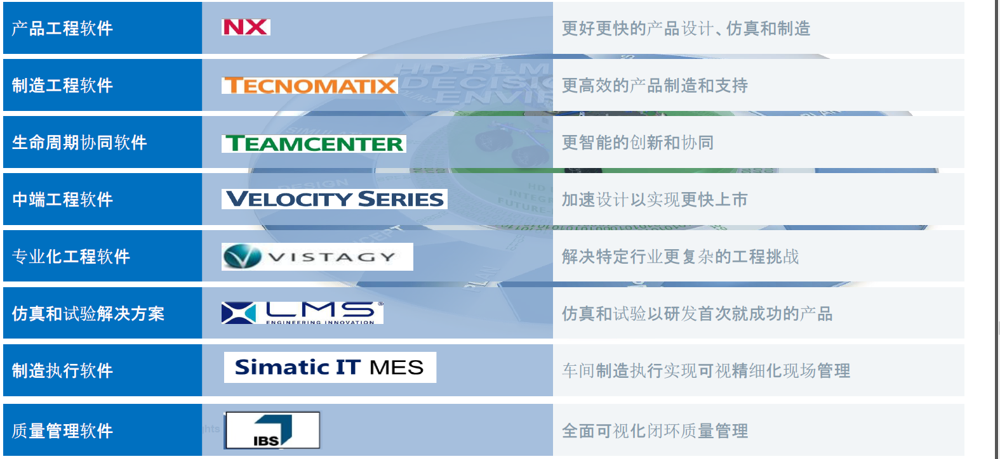 产品工程软件
NX
更好更快的产品设计、仿真和制造
HD-PLM
制造工程软件
TECNOMATIX
DECISIO
更高效的产品制造和支持
ENVIR
生命周期协同软件
TEAMCENTER
更智能的创新和协同
DESIGN
中端工程软件
VELOCITY SERIES
加速设计以实现更快上市
专业化工程软件
VISTAGY
解决特定行业更复杂的工程挑战
PLAN
仿真和试验解决方案
LMS®
ENGINEERING INNOVATION
仿真和试验以研发首次就成功的产品
制造执行软件
Simatic IT MES
车间制造执行实现可视精细化现场管理
质量管理软件
hts
IBS
全面可视化闭环质量管理